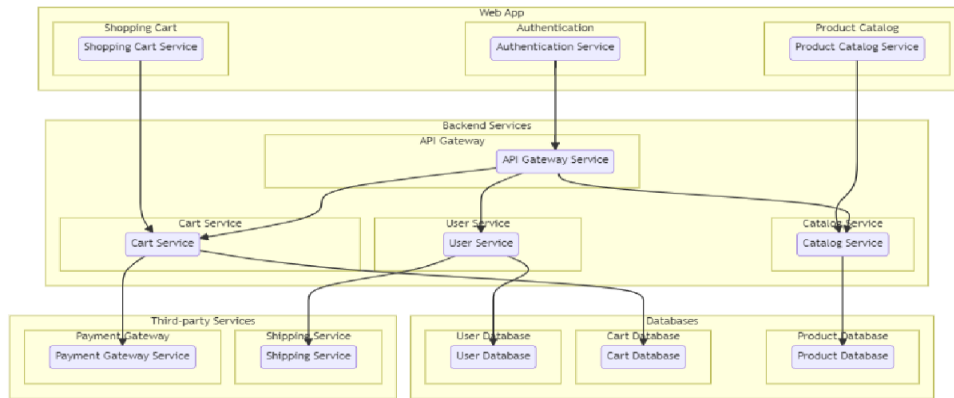 Web App
Shopping Cart
Authentication
Product Catalog
Shopping Cart Service
Authentication Service
Product Catalog Service
Backend Services
API Gateway
API Gateway Service
Cart Service
User Service
Catalog Service
Cart Service
User Service
Catalog Service
Third-party Services
Databases
Payment Gateway
Shipping Service
User Database
Cart Database
Product Database
Payment Gateway Service
Shipping Service
User Database
Cart Database
Product Database